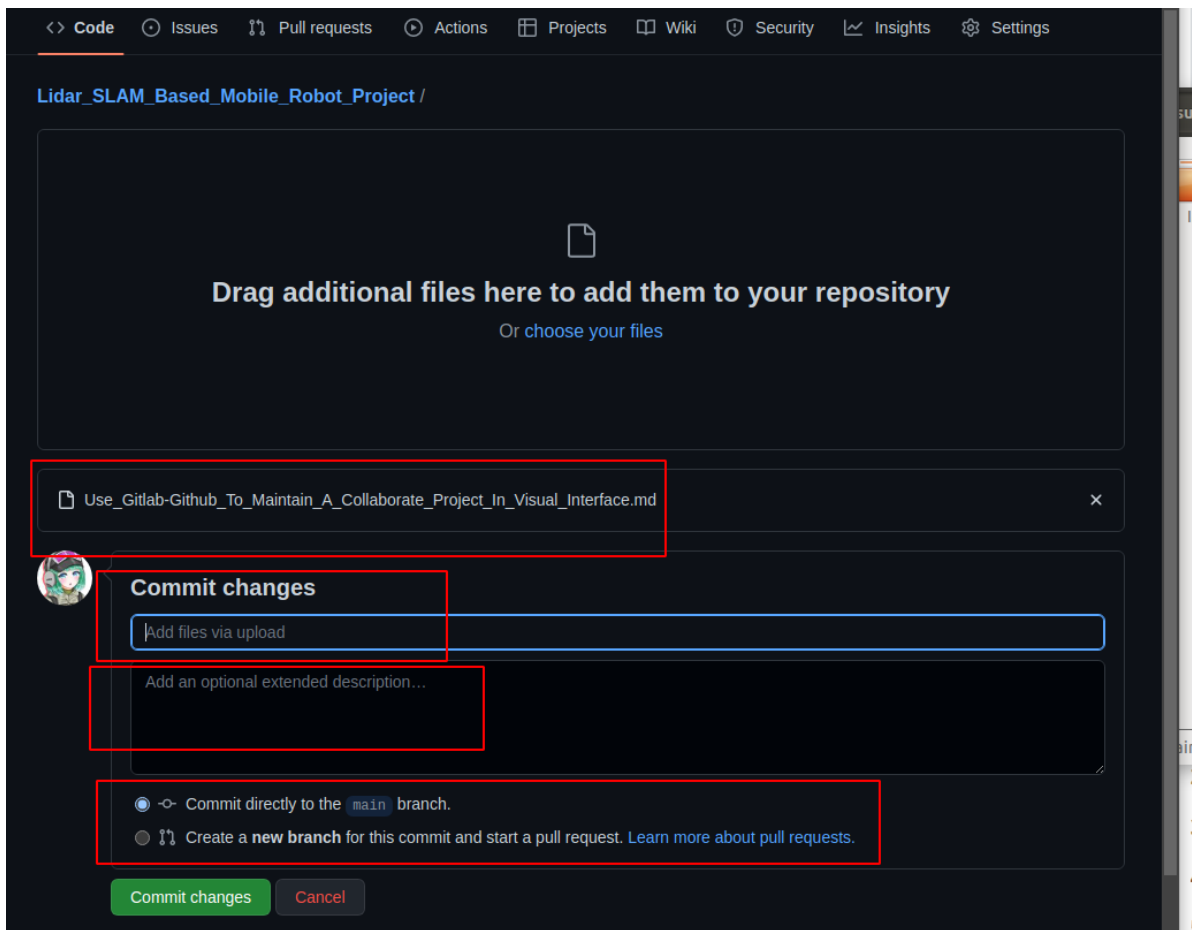 <> Code Issues Pull requests Actions Projects Wiki Security Insights Settings
Lidar_SLAM_Based_Mobile_Robot_Project /
Drag additional files here to add them to your repository
Or choose your files
Use_Gitlab-Github_To_Maintain_A_Collaborate_Project_In_Visual_Interface.md
Commit changes
Add files via upload
Add an optional extended description…
Commit directly to the main branch.
Create a new branch for this commit and start a pull request. Learn more about pull requests.
Commit changes Cancel